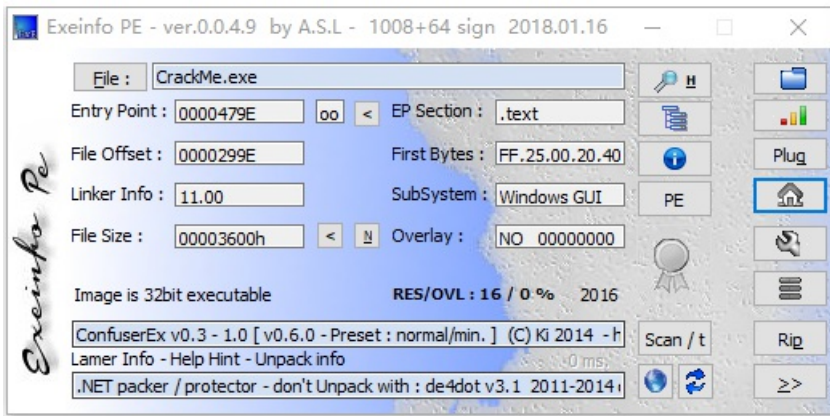 Exeinfo PE - ver.0.0.4.9 by A.S.L - 1008+64 sign 2018.01.16
File : CrackMe.exe H
Entry Point : 0000479E oo < EP Section : .text
File Offset : 0000299E First Bytes : FF.25.00.20.40 Plug
Linker Info : 11.00 SubSystem : Windows GUI PE
File Size : 00003600h < N Overlay : NO 00000000
Image is 32bit executable RES/OVL : 16 / 0 % 2016
ConfuserEx v0.3 - 1.0 [ v0.6.0 - Preset : normal/min. ] (C) Ki 2014 - h Scan / t Rip
Lamer Info - Help Hint - Unpack info 0 ms.
.NET packer / protector - don't Unpack with : de4dot v3.1 2011-2014 >>
Exeinfo Pe